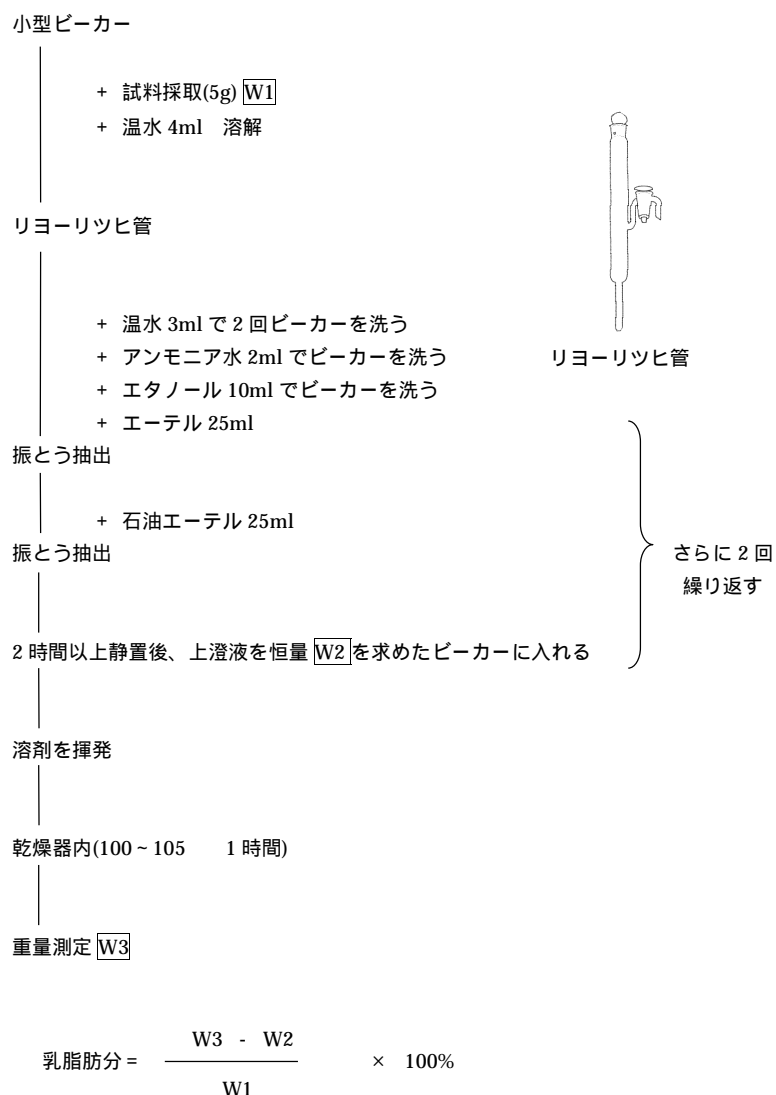 小型ビーカー
+ 試料採取(5g) W1
+ 温水 4ml 溶解
リヨーリツヒ管
+ 温水 3ml で 2 回ビーカーを洗う
+ アンモニア水 2ml でビーカーを洗う
リヨーリツヒ管
+ エタノール 10ml でビーカーを洗う
+ エーテル 25ml
振とう抽出
+ 石油エーテル 25ml
振とう抽出
さらに 2 回
繰り返す
2 時間以上静置後、上澄液を恒量 W2 を求めたビーカーに入れる
溶剤を揮発
乾燥器内(100 ~ 105 1 時間)
重量測定 W3
W3 - W2
乳脂肪分 = × 100%
W1